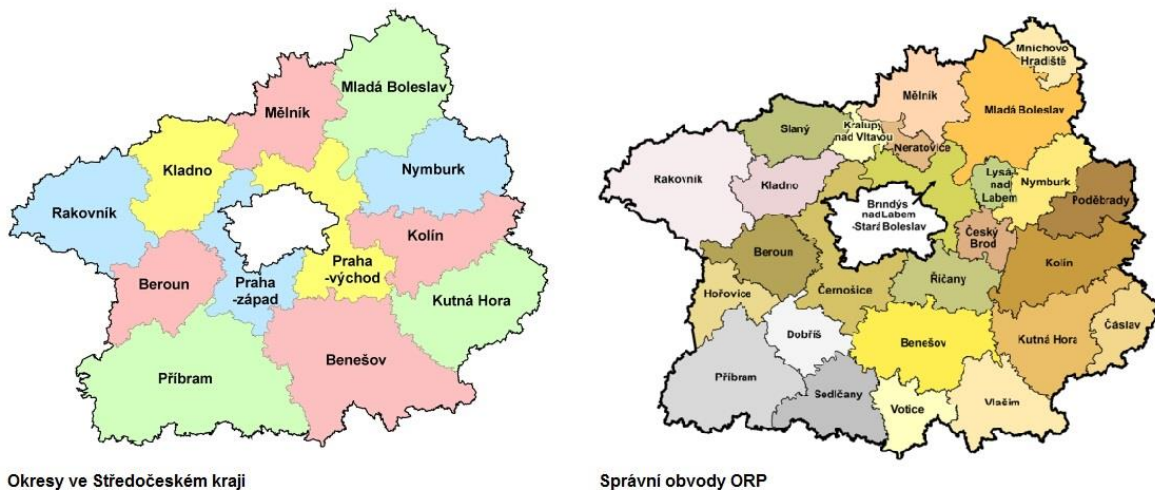 Mladá Boleslav
Mělník
Kladno
Nymburk
Rakovník
Kolín
Praha
-východ
Beroun
Praha
-západ
Kutná Hora
Benešov
Příbram
Okresy ve Středočeském kraji
Mnichovo
Hradiště
Mělník
Mladá Boleslav
Slaný
Kralupy
nad Vltavou
Neratovice
Rakovník
Kladno
Lysá
nad
Labem
Nymburk
Poděbrady
Brndýs
nad Labem
-Stará Boleslav
Český
Brod
Beroun
Kolín
Říčany
Hořovice
Černošice
Dobříš
Benešov
Kutná Hora
Čáslav
Příbram
Sedlčany
Votice
Vlašim
Správní obvody ORP